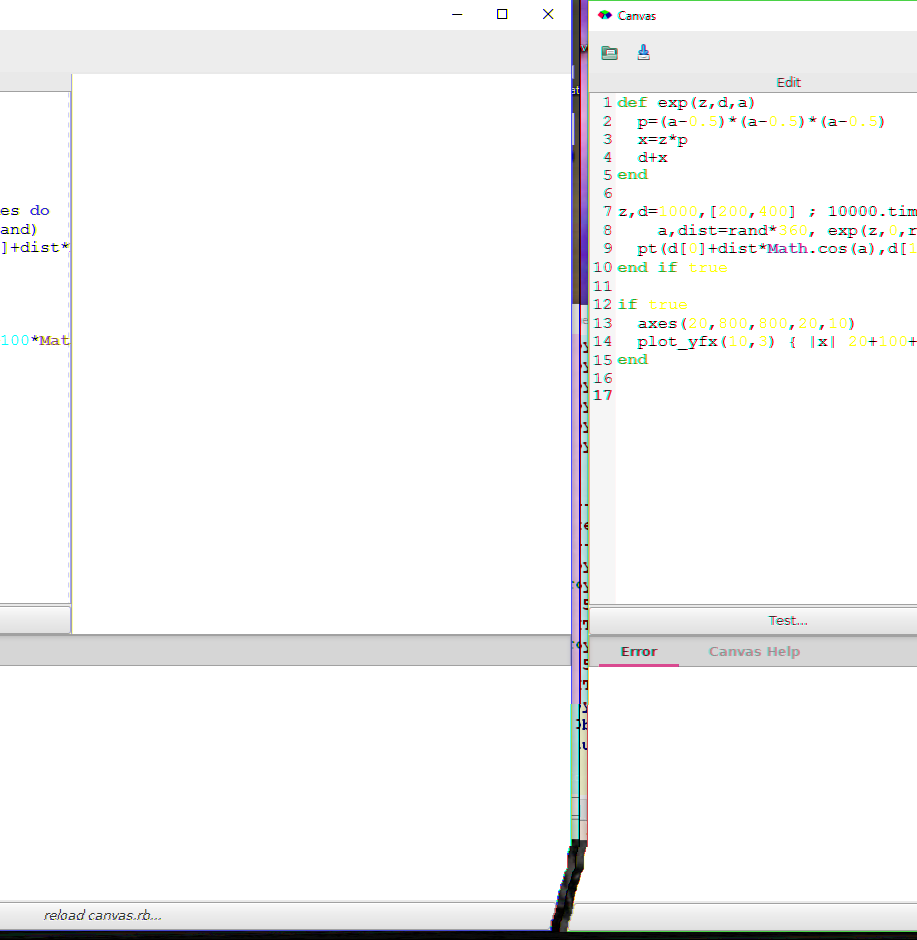 es do
and)
]+dist*
100*Mat
reload canvas.rb...
Canvas
Edit
1 def exp(z,d,a)
2   p=(a-0.5)*(a-0.5)*(a-0.5)
3   x=z*p
4   d+x
5 end
6
7 z,d=1000,[200,400] ; 10000.tim
8     a,dist=rand*360, exp(z,0,r
9   pt(d[0]+dist*Math.cos(a),d[1
10 end if true
11
12 if true
13   axes(20,800,800,20,10)
14   plot_yfx(10,3) { |x| 20+100+
15 end
16
17
Test...
Error Canvas Help